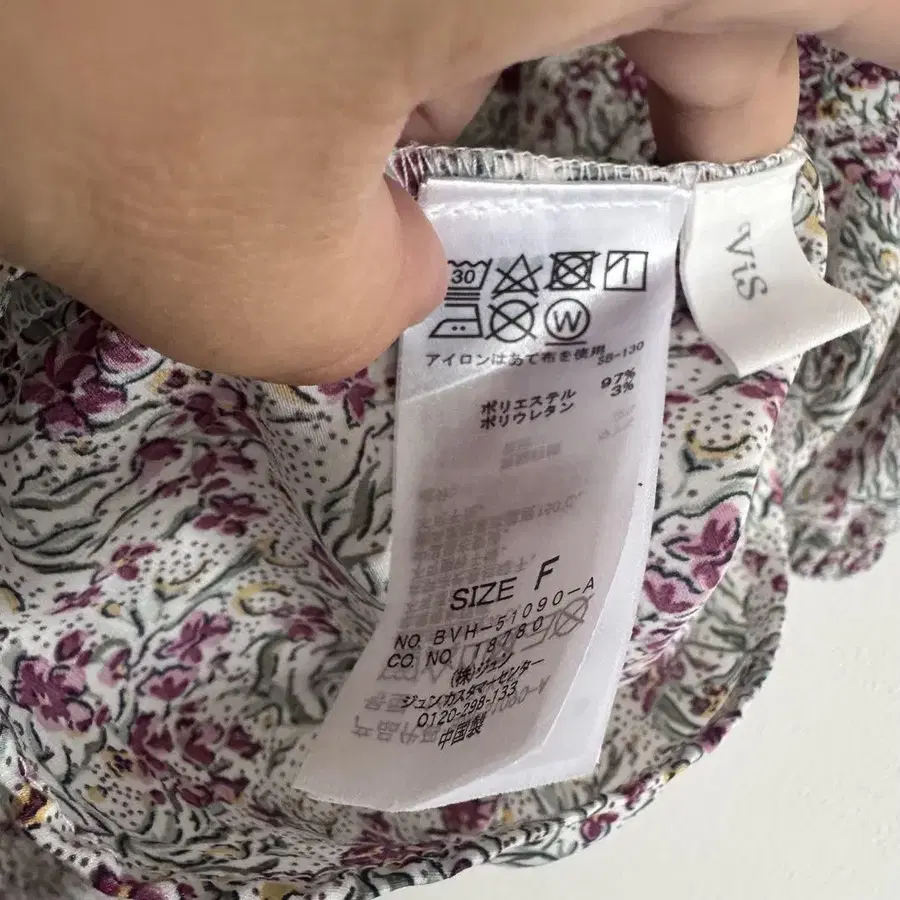 30
W
アイロンはあて布を使用
SB-130
ポリエステル 97%
ポリウレタン 3%
SIZE F
NO. BVH-51090-A
CO. NO. 18780
(株)ジュン
ジュンカスタマーセンター
0120-298-133
中国製
ViS